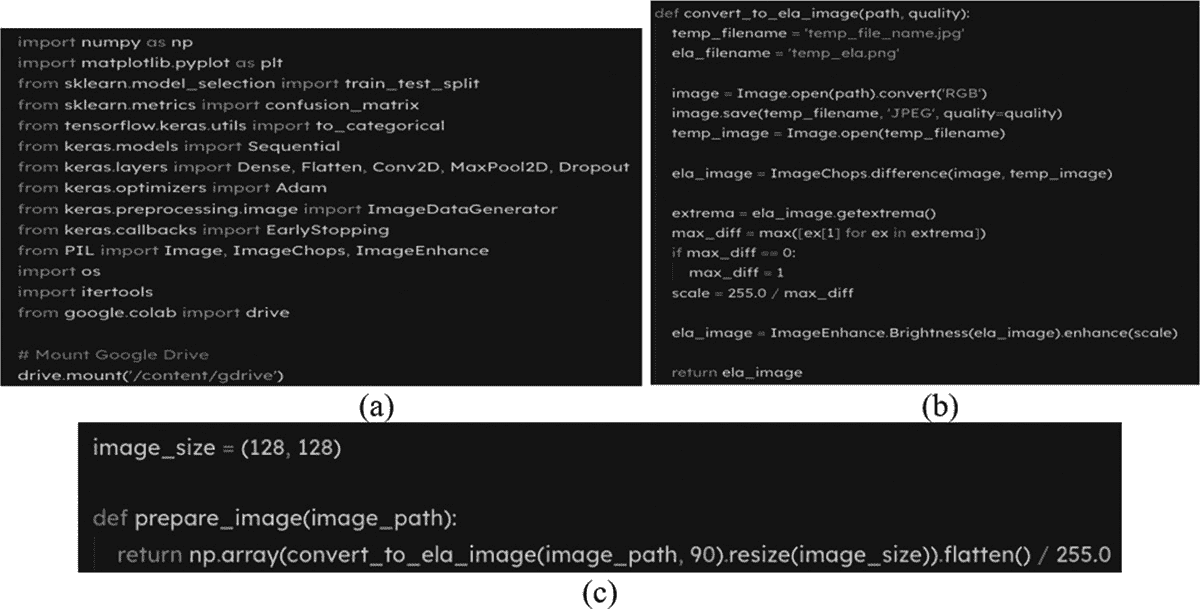 import numpy as np
import matplotlib.pyplot as plt
from sklearn.model_selection import train_test_split
from sklearn.metrics import confusion_matrix
from tensorflow.keras.utils import to_categorical
from keras.models import Sequential
from keras.layers import Dense, Flatten, Conv2D, MaxPool2D, Dropout
from keras.optimizers import Adam
from keras.preprocessing.image import ImageDataGenerator
from keras.callbacks import EarlyStopping
from PIL import Image, ImageChops, ImageEnhance
import os
import itertools
from google.colab import drive
# Mount Google Drive
drive.mount('/content/gdrive')
(a)
def convert_to_ela_image(path, quality):
temp_filename = 'temp_file_name.jpg'
ela_filename = 'temp_ela.png'
image = Image.open(path).convert('RGB')
image.save(temp_filename, 'JPEG', quality=quality)
temp_image = Image.open(temp_filename)
ela_image = ImageChops.difference(image, temp_image)
extrema = ela_image.getextrema()
max_diff = max([ex[1] for ex in extrema])
if max_diff == 0:
max_diff = 1
scale = 255.0 / max_diff
ela_image = ImageEnhance.Brightness(ela_image).enhance(scale)
return ela_image
(b)
image_size = (128, 128)
def prepare_image(image_path):
return np.array(convert_to_ela_image(image_path, 90).resize(image_size)).flatten() / 255.0
(c)